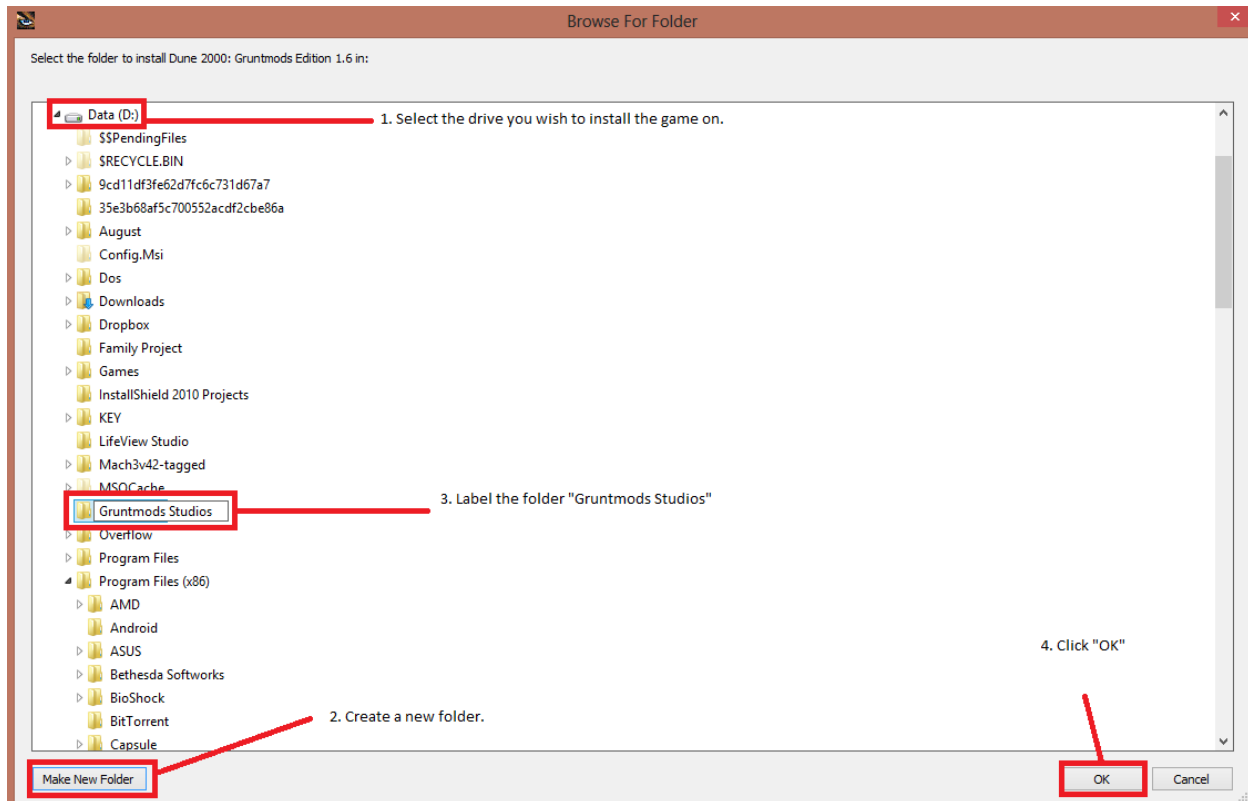 Browse For Folder
Select the folder to install Dune 2000: Gruntmods Edition 1.6 in:
Data (D:)
1. Select the drive you wish to install the game on.
$$PendingFiles
$RECYCLE.BIN
9cd11df3fe62d7fc6c731d67a7
35e3b68af5c700552acdf2cbe86a
August
Config.Msi
Dos
Downloads
Dropbox
Family Project
Games
InstallShield 2010 Projects
KEY
LifeView Studio
Mach3v42-tagged
MSOCache
3. Label the folder "Gruntmods Studios"
Gruntmods Studios
Overflow
Program Files
Program Files (x86)
AMD
Android
ASUS
4. Click "OK"
Bethesda Softworks
BioShock
2. Create a new folder.
BitTorrent
Capsule
Make New Folder
OK
Cancel